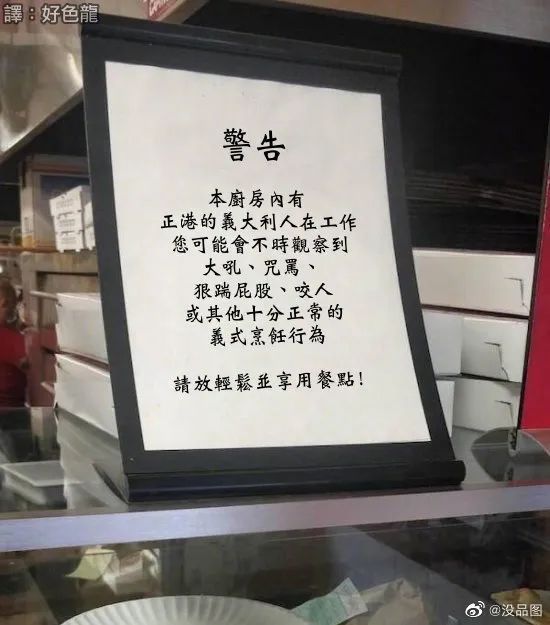 譯：好色龍
警告
本廚房內有
正港的義大利人在工作
您可能會不時觀察到
大吼、咒罵、
狠踹屁股、咬人
或其他十分正常的
義式烹飪行為
請放輕鬆並享用餐點!
@没品图